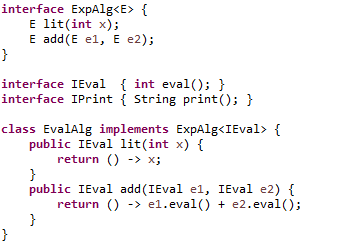 interface ExpAlg<E> {
    E lit(int x);
    E add(E e1, E e2);
}

interface IEval  { int eval(); }
interface IPrint { String print(); }

class EvalAlg implements ExpAlg<IEval> {
    public IEval lit(int x) {
        return () -> x;
    }
    public IEval add(IEval e1, IEval e2) {
        return () -> e1.eval() + e2.eval();
    }
}